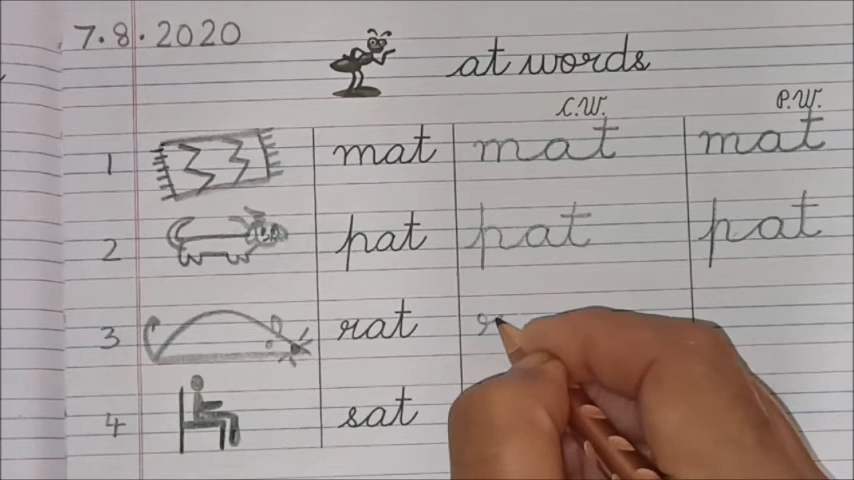 7.8.2020
at words
C.W. P.W.
1 mat mat mat
2 pat pat pat
3 rat
4 sat